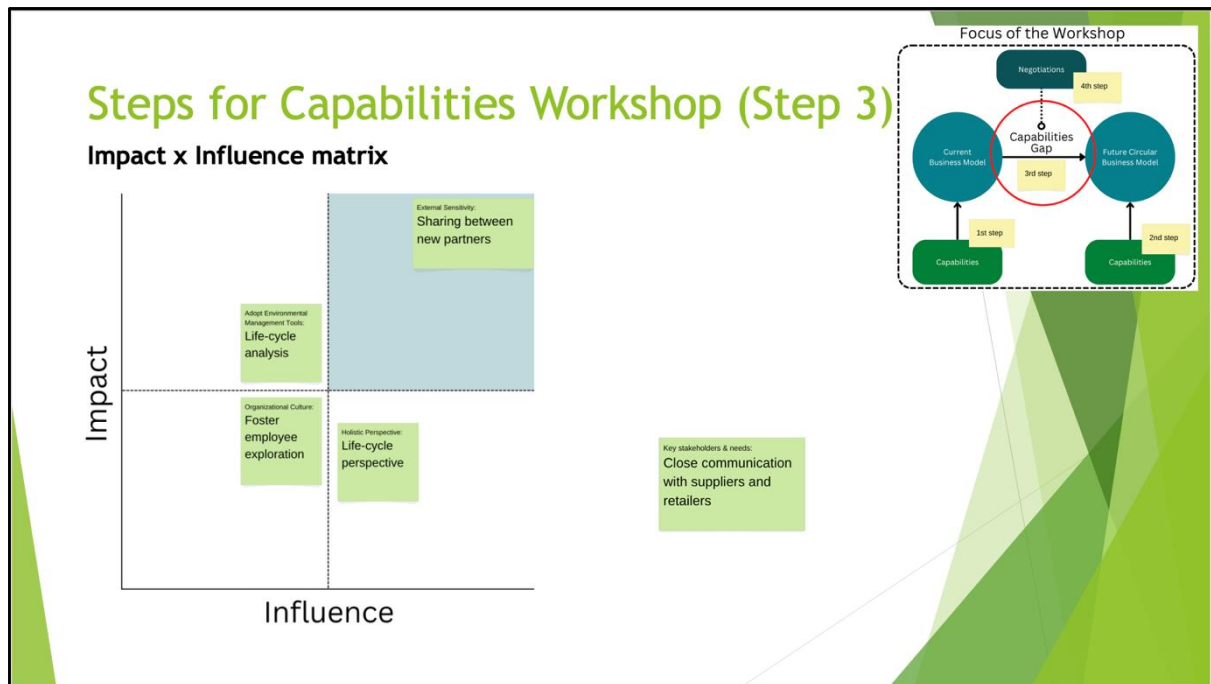 Steps for Capabilities Workshop (Step 3)
Impact x Influence matrix
Focus of the Workshop
Negotiations
4th step
Capabilities
Gap
Current
Business Model
Future Circular
Business Model
3rd step
1st step
2nd step
Capabilities
Capabilities
External Sensitivity:
Sharing between
new partners
Adopt Environmental
Management Tools:
Life-cycle
analysis
Impact
Organizational Culture:
Foster
employee
exploration
Holistic Perspective:
Life-cycle
perspective
Key stakeholders & needs:
Close communication
with suppliers and
retailers
Influence